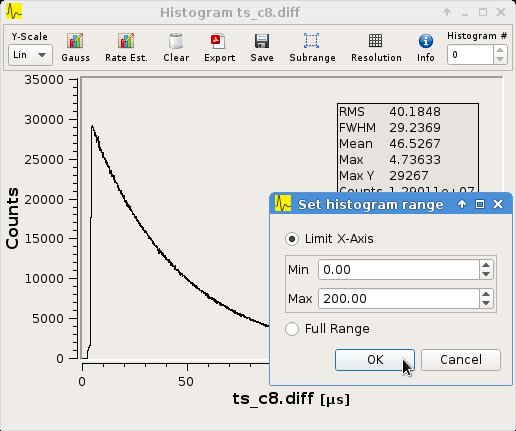 Histogram ts_c8.diff
Y-Scale
Lin
Gauss
Rate Est.
Clear
Export
Save
Subrange
Resolution
Info
Histogram #
0
35000
30000
25000
20000
15000
10000
5000
0
Counts
0
50
ts_c8.diff [µs]
RMS 40.1848
FWHM 29.2369
Mean 46.5267
Max 4.73633
Max Y 29267
Counts 1.29011e+07
Set histogram range
Limit X-Axis
Min 0.00
Max 200.00
Full Range
OK
Cancel